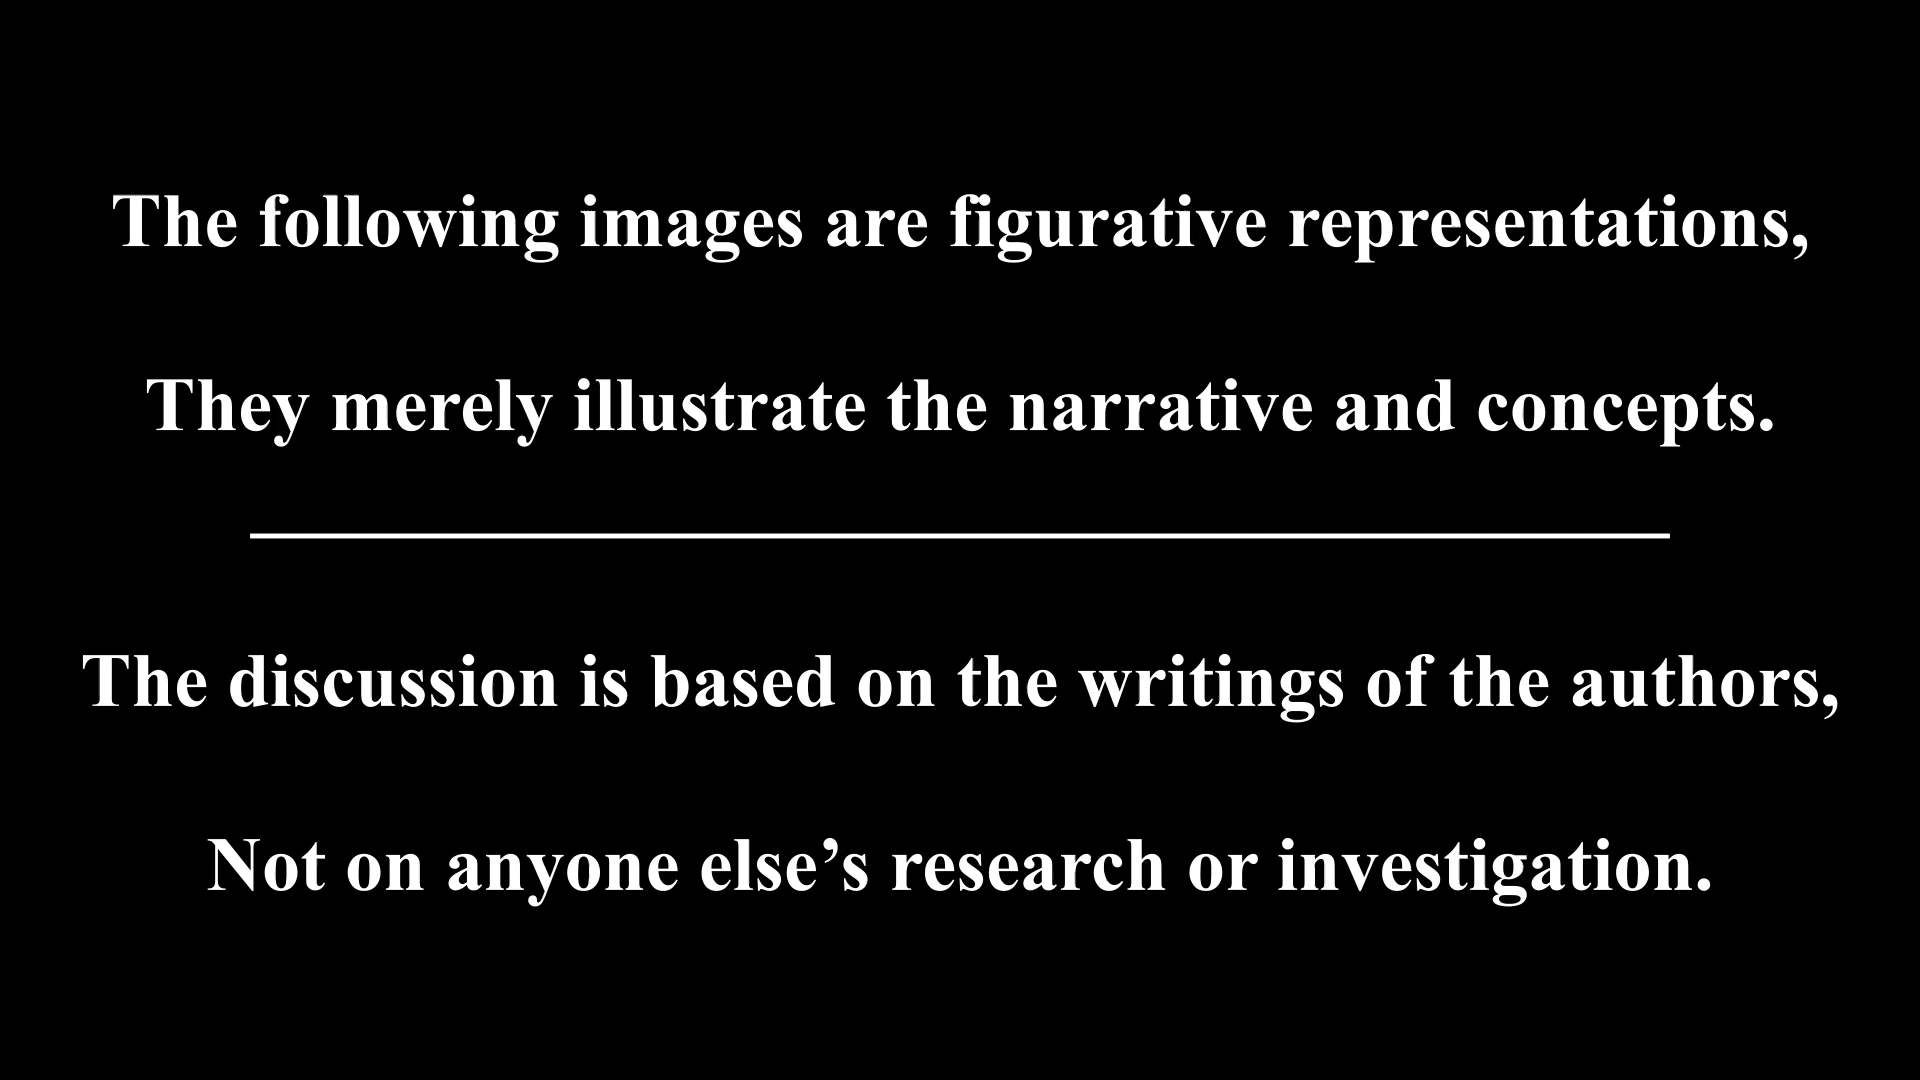 The following images are figurative representations,
They merely illustrate the narrative and concepts.
The discussion is based on the writings of the authors,
Not on anyone else’s research or investigation.